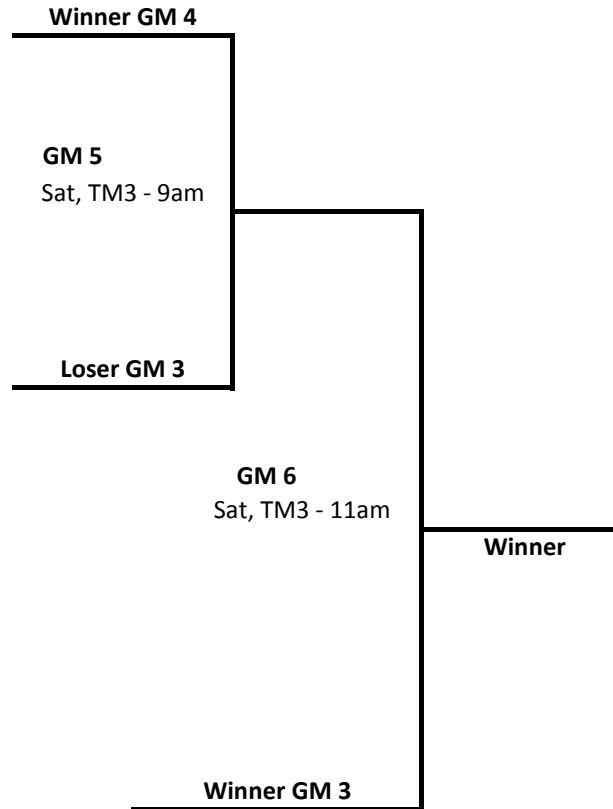 Winner GM 4
GM 5
Sat, TM3 - 9am
Loser GM 3
GM 6
Sat, TM3 - 11am
Winner
Winner GM 3